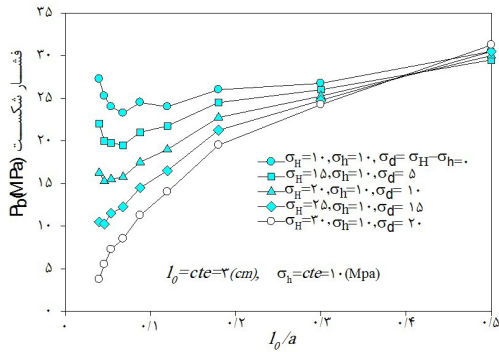 فشار شکست
Pb(MPa)
۳۵
۳۰
۲۵
۲۰
۱۵
۱۰
۵
۰
σH=۱۰,σh=۱۰,σd= σH–σh=۰
σH=۱۵,σh=۱۰,σd= ۵
σH=۲۰,σh=۱۰,σd= ۱۰
σH=۲۵,σh=۱۰,σd= ۱۵
σH=۳۰,σh=۱۰,σd= ۲۰
l0=cte=۳(cm), σh=cte=۱۰(Mpa)
۰ ۰/۱ ۰/۲ ۰/۳ ۰/۴ ۰/۵
l0/a